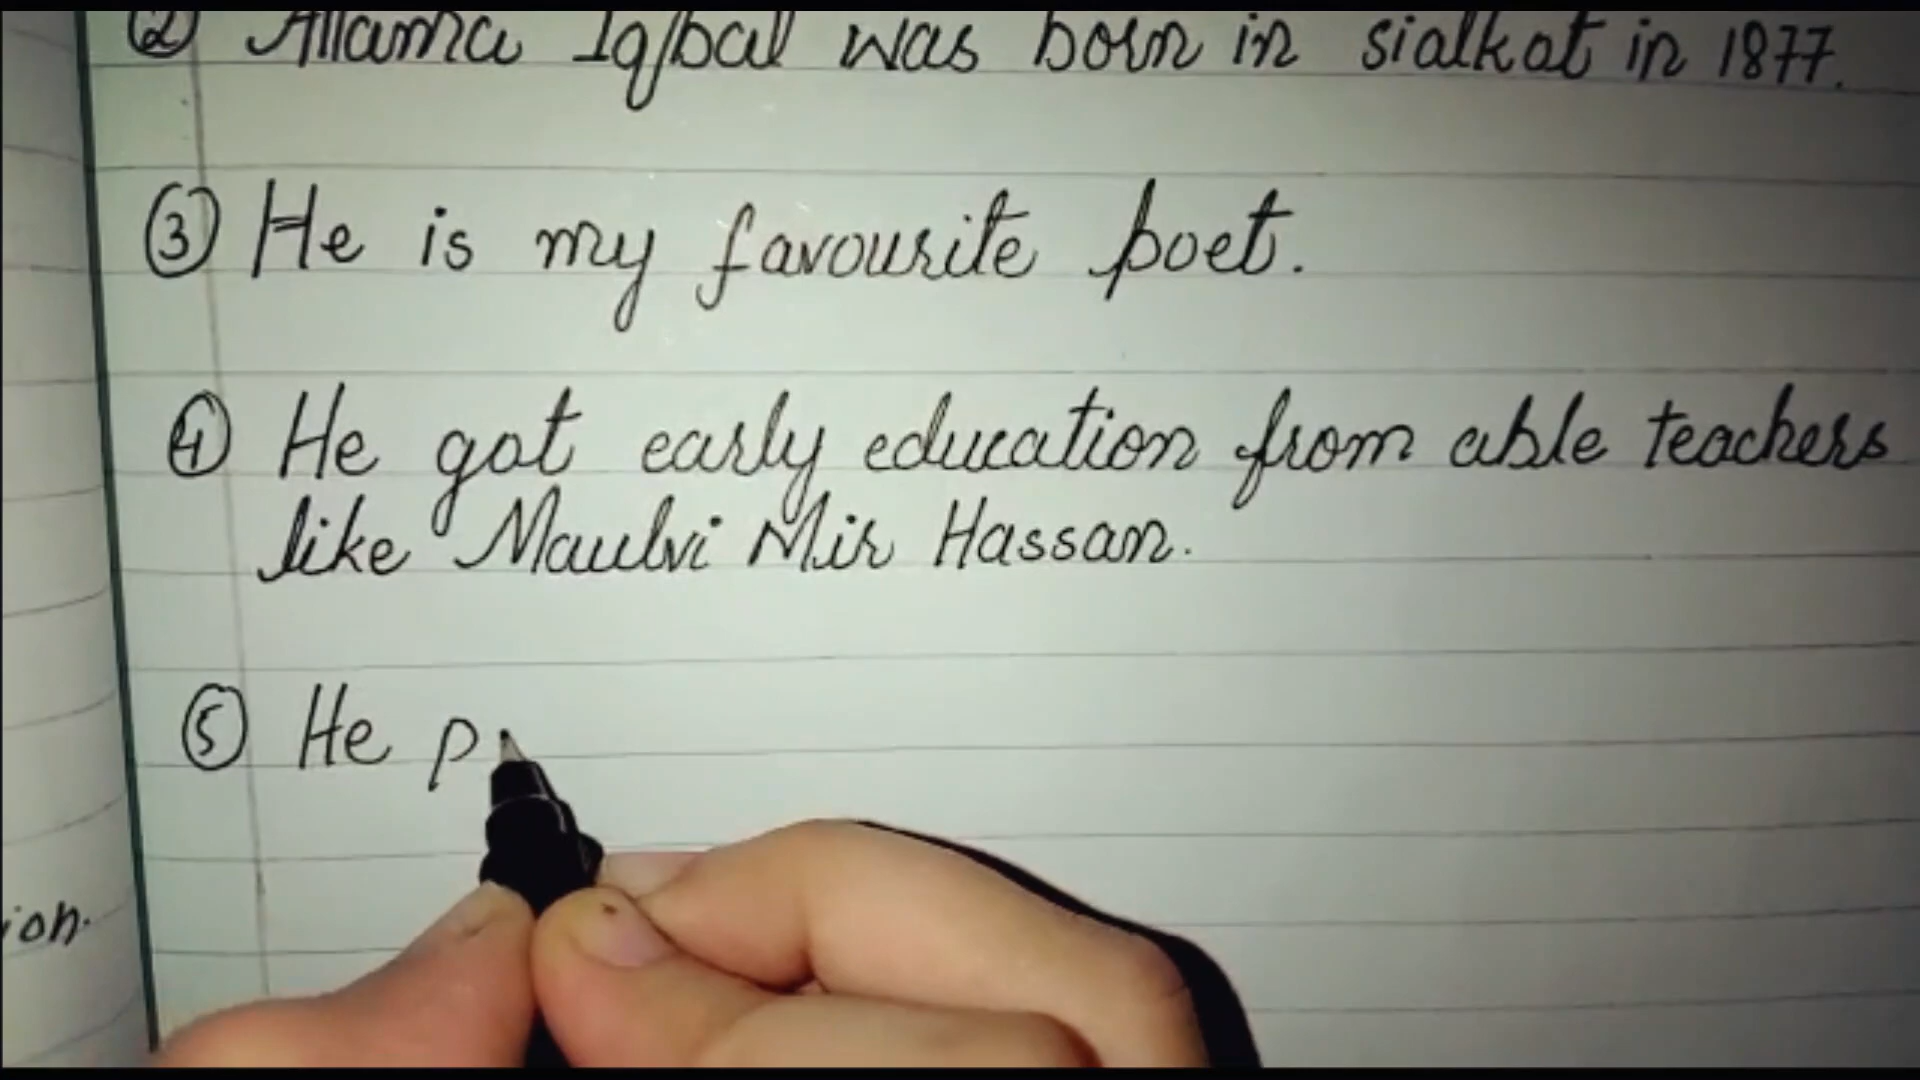 ② Allama Iqbal was born in sialkot in 1877.
③ He is my favourite poet.
④ He got early education from able teachers
like Maulvi Mir Hassan.
⑤ He p
ion.